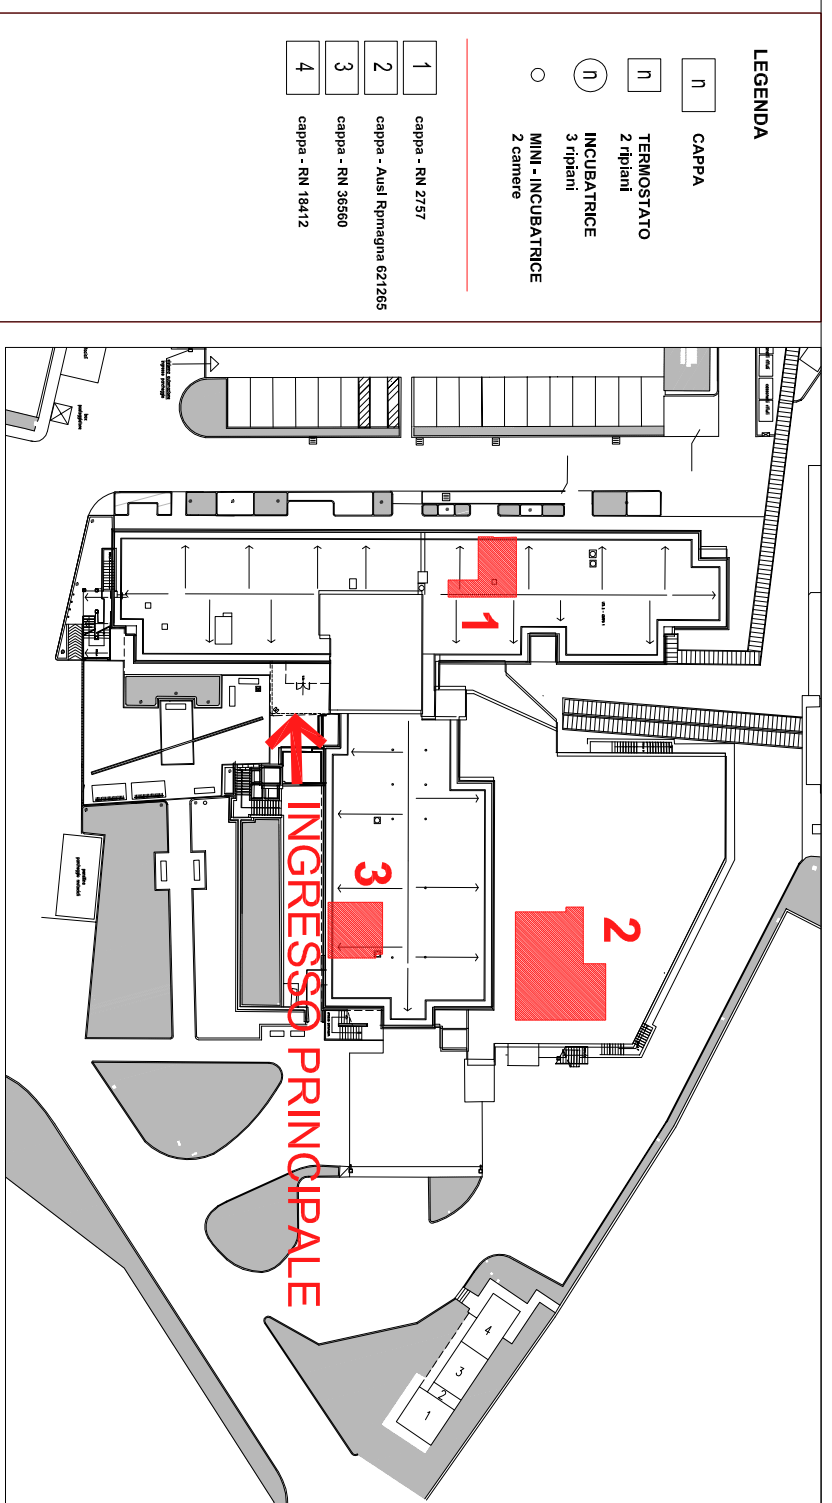 LEGENDA
n CAPPA
n TERMOSTATO
2 ripiani
n INCUBATRICE
3 ripiani
MINI - INCUBATRICE
2 camere
1 cappa - RN 2757
2 cappa - Ausl Rpmagna 621265
3 cappa - RN 36560
4 cappa - RN 18412
1
2
3
INGRESSO PRINCIPALE
4
3
2
1